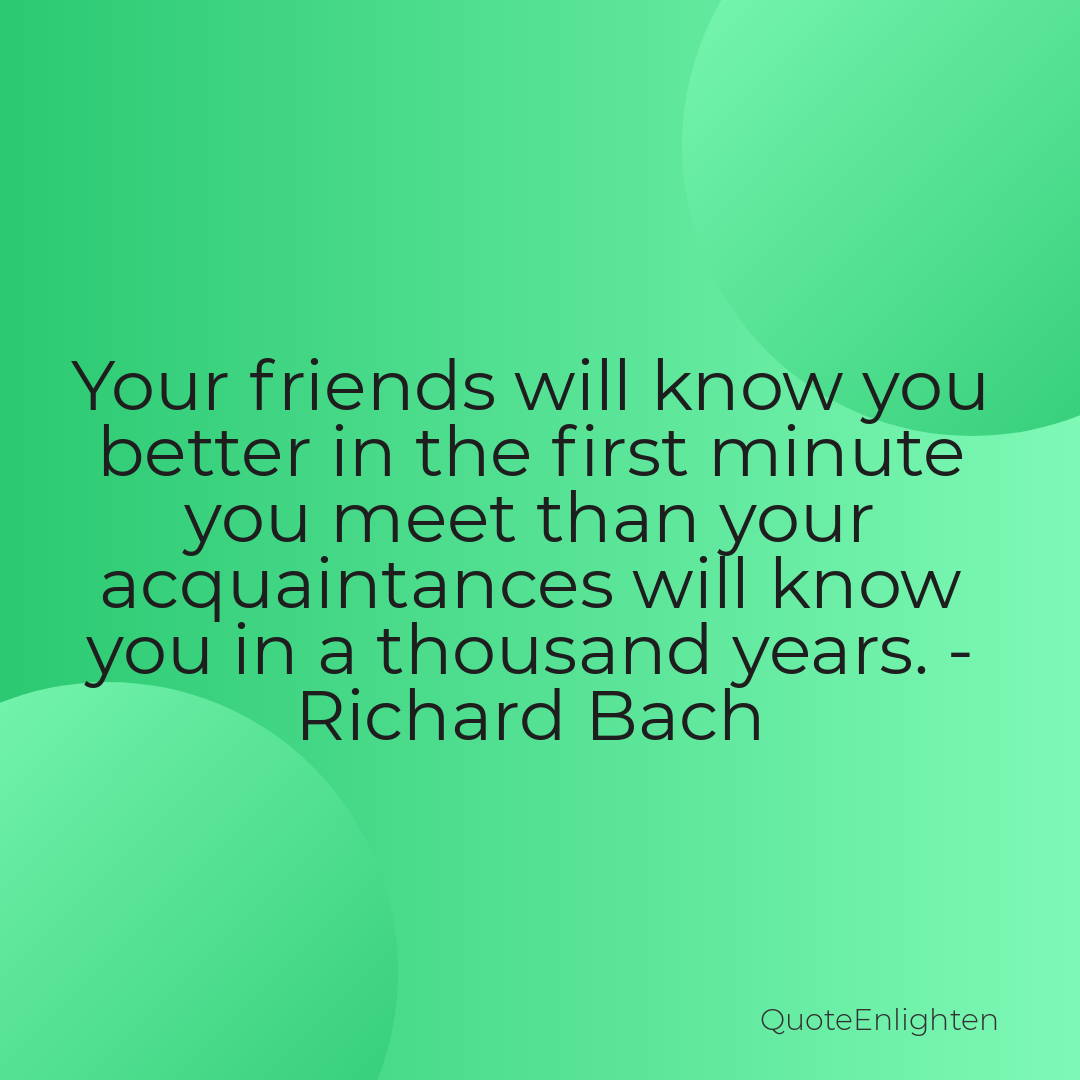 Your friends will know you
better in the first minute
you meet than your
acquaintances will know
you in a thousand years. -
Richard Bach
QuoteEnlighten